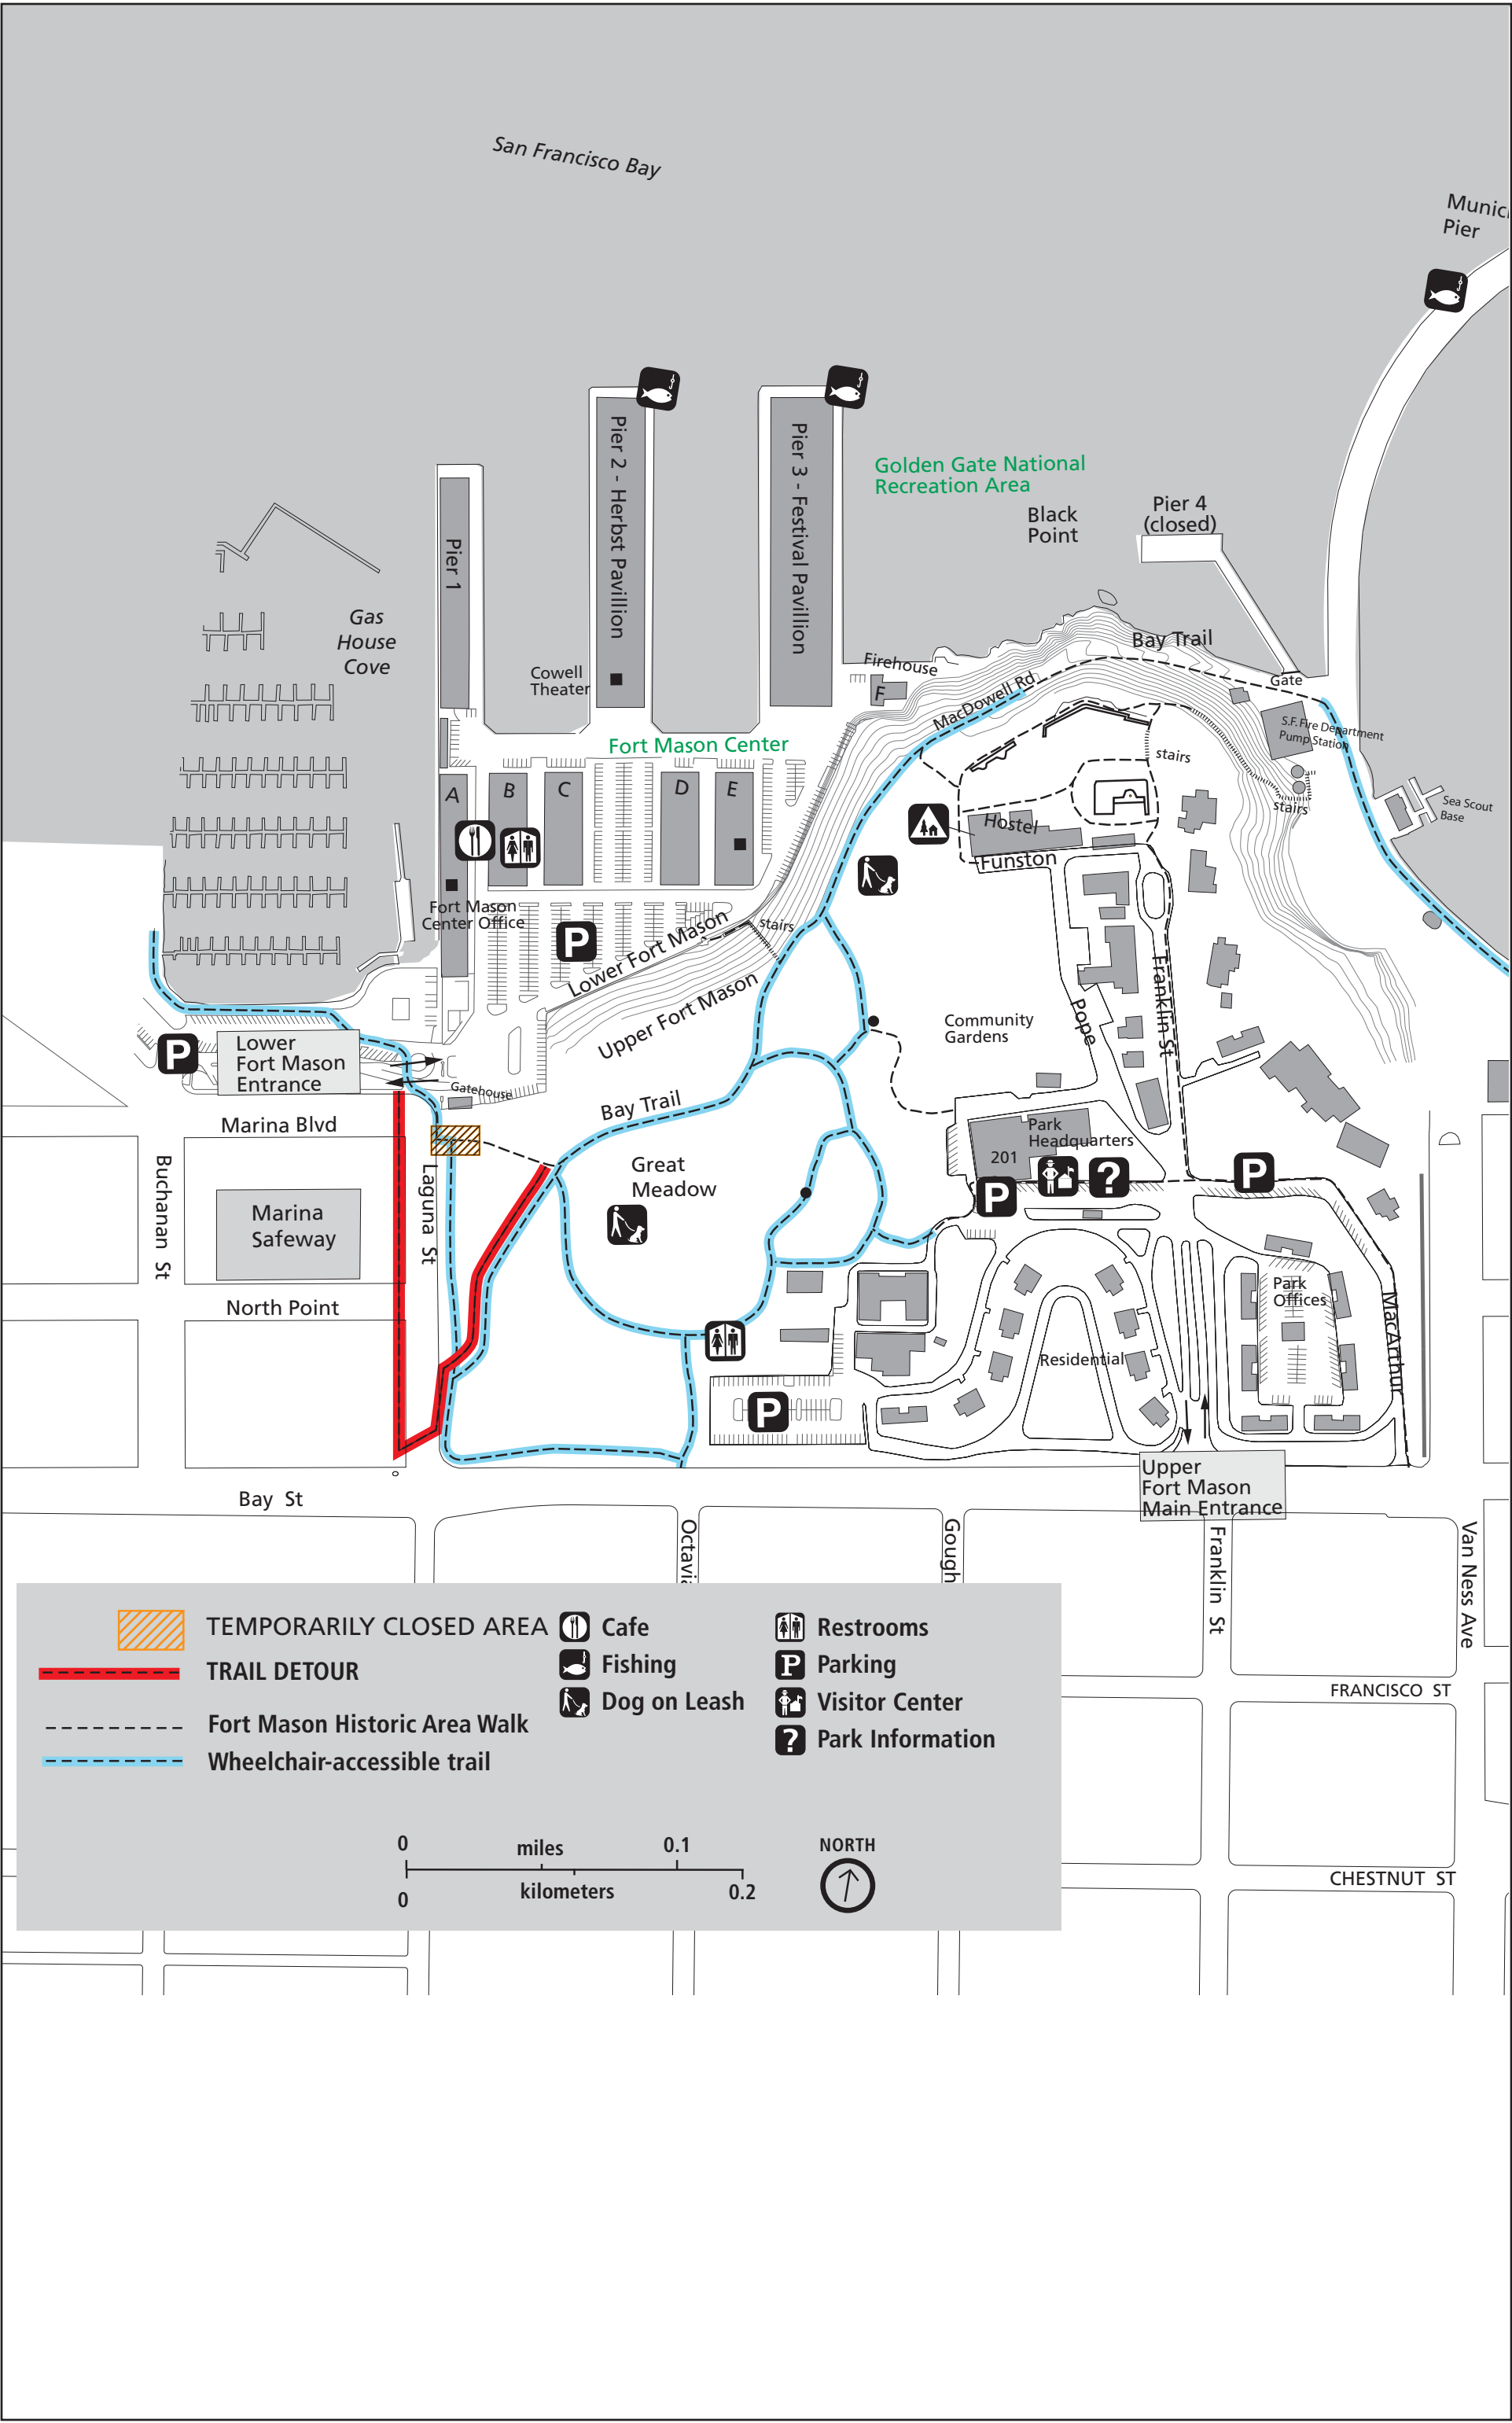 San Francisco Bay
Munic
Pier
Golden Gate National
Recreation Area
Black
Point
Pier 4
(closed)
Pier 1
Pier 2 - Herbst Pavillion
Pier 3 - Festival Pavillion
Gas
House
Cove
Cowell
Theater
Firehouse
F
Bay Trail
MacDowell Rd
Gate
S.F. Fire Department
Pump Station
Fort Mason Center
stairs
stairs
Sea Scout
Base
A
B
C
D
E
Hostel
Funston
Fort Mason
Center Office
P
stairs
Lower Fort Mason
Upper Fort Mason
Franklin St
Pope
Community
Gardens
P
Lower
Fort Mason
Entrance
Gatehouse
Bay Trail
Marina Blvd
Park
Headquarters
201
P
?
P
Great
Meadow
Buchanan St
Laguna St
Marina
Safeway
North Point
Park
Offices
MacArthur
Residential
P
Upper
Fort Mason
Main Entrance
Bay St
Octavia
Gough
Franklin St
Van Ness Ave
TEMPORARILY CLOSED AREA
TRAIL DETOUR
Fort Mason Historic Area Walk
Wheelchair-accessible trail
Cafe
Fishing
Dog on Leash
Restrooms
P Parking
Visitor Center
? Park Information
FRANCISCO ST
CHESTNUT ST
0 miles 0.1
0 kilometers 0.2
NORTH